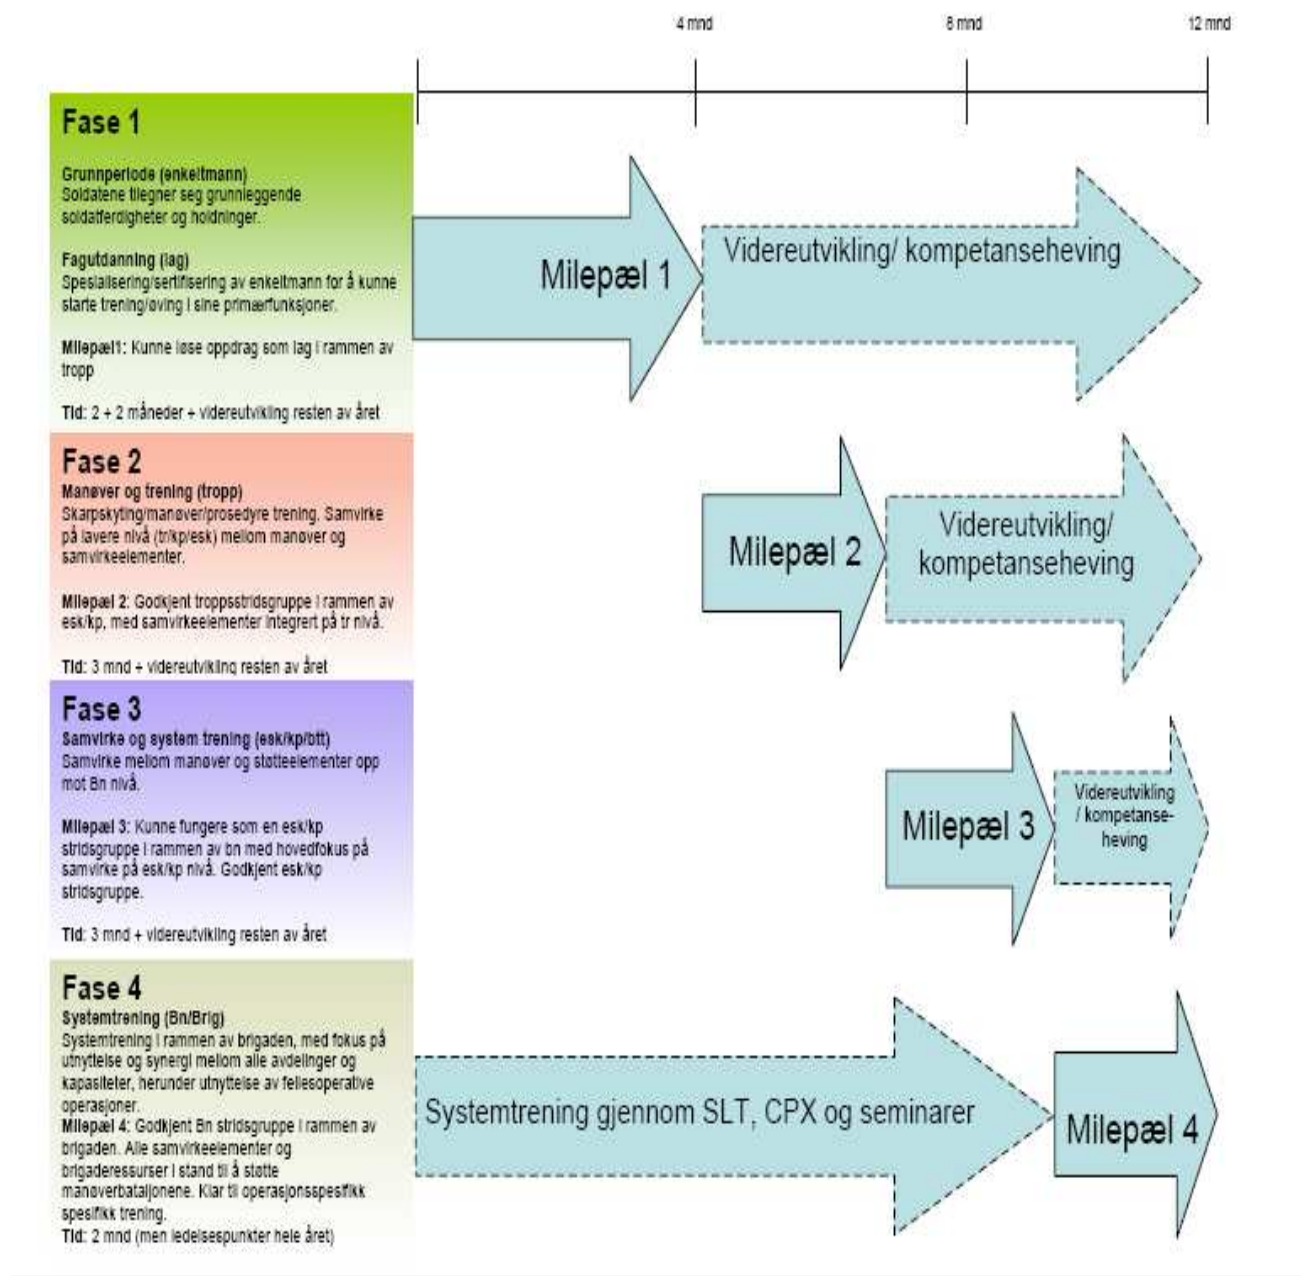 4 mnd 8 mnd 12 mnd
Fase 1
Grunnperiode (enkeltmann)
Soldatene tilegner seg grunnleggende
soldatferdigheter og holdninger.
Fagutdanning (lag)
Spesialisering/sertifisering av enkeltmann for å kunne
starte trening/øving i sine primærfunksjoner.
Milepæl1: Kunne løse oppdrag som lag i rammen av
tropp
Tid: 2 + 2 måneder + videreutvikling resten av året
Milepæl 1
Videreutvikling/ kompetanseheving
Fase 2
Manøver og trening (tropp)
Skarpskyting/manøver/prosedyre trening. Samvirke
på lavere nivå (tr/kp/esk) mellom manøver og
samvirkeelementer.
Milepæl 2: Godkjent troppsstridsgruppe i rammen av
esk/kp, med samvirkeelementer integrert på tr nivå.
Tid: 3 mnd + videreutvikling resten av året
Milepæl 2
Videreutvikling/
kompetanseheving
Fase 3
Samvirke og system trening (esk/kp/btt)
Samvirke mellom manøver og støtteelementer opp
mot Bn nivå.
Milepæl 3: Kunne fungere som en esk/kp
stridsgruppe i rammen av bn med hovedfokus på
samvirke på esk/kp nivå. Godkjent esk/kp
stridsgruppe.
Tid: 3 mnd + videreutvikling resten av året
Milepæl 3
Videreutvikling
/ kompetanse-
heving
Fase 4
Systemtrening (Bn/Brig)
Systemtrening i rammen av brigaden, med fokus på
utnyttelse og synergi mellom alle avdelinger og
kapasiteter, herunder utnyttelse av fellesoperative
operasjoner.
Milepæl 4: Godkjent Bn stridsgruppe i rammen av
brigaden. Alle samvirkeelementer og
brigaderessurser i stand til å støtte
manøverbataljonene. Klar til operasjonsspesifikk
spesifikk trening.
Tid: 2 mnd (men ledelsespunkter hele året)
Systemtrening gjennom SLT, CPX og seminarer
Milepæl 4